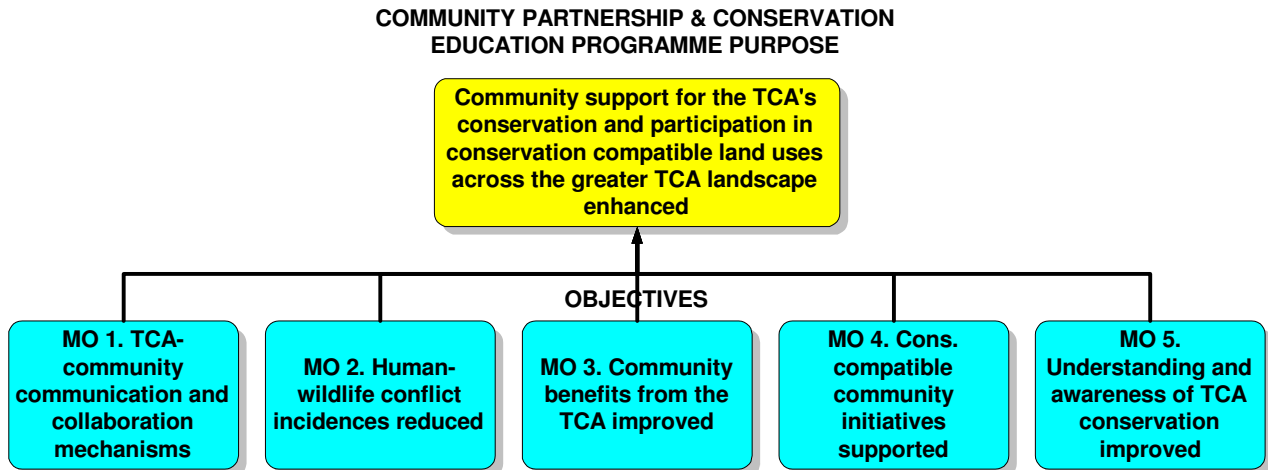 COMMUNITY PARTNERSHIP & CONSERVATION
EDUCATION PROGRAMME PURPOSE
Community support for the TCA's
conservation and participation in
conservation compatible land uses
across the greater TCA landscape
enhanced
OBJECTIVES
MO 1. TCA-
community
communication and
collaboration
mechanisms
MO 2. Human-
wildlife conflict
incidences reduced
MO 3. Community
benefits from the
TCA improved
MO 4. Cons.
compatible
community
initiatives
supported
MO 5.
Understanding and
awareness of TCA
conservation
improved